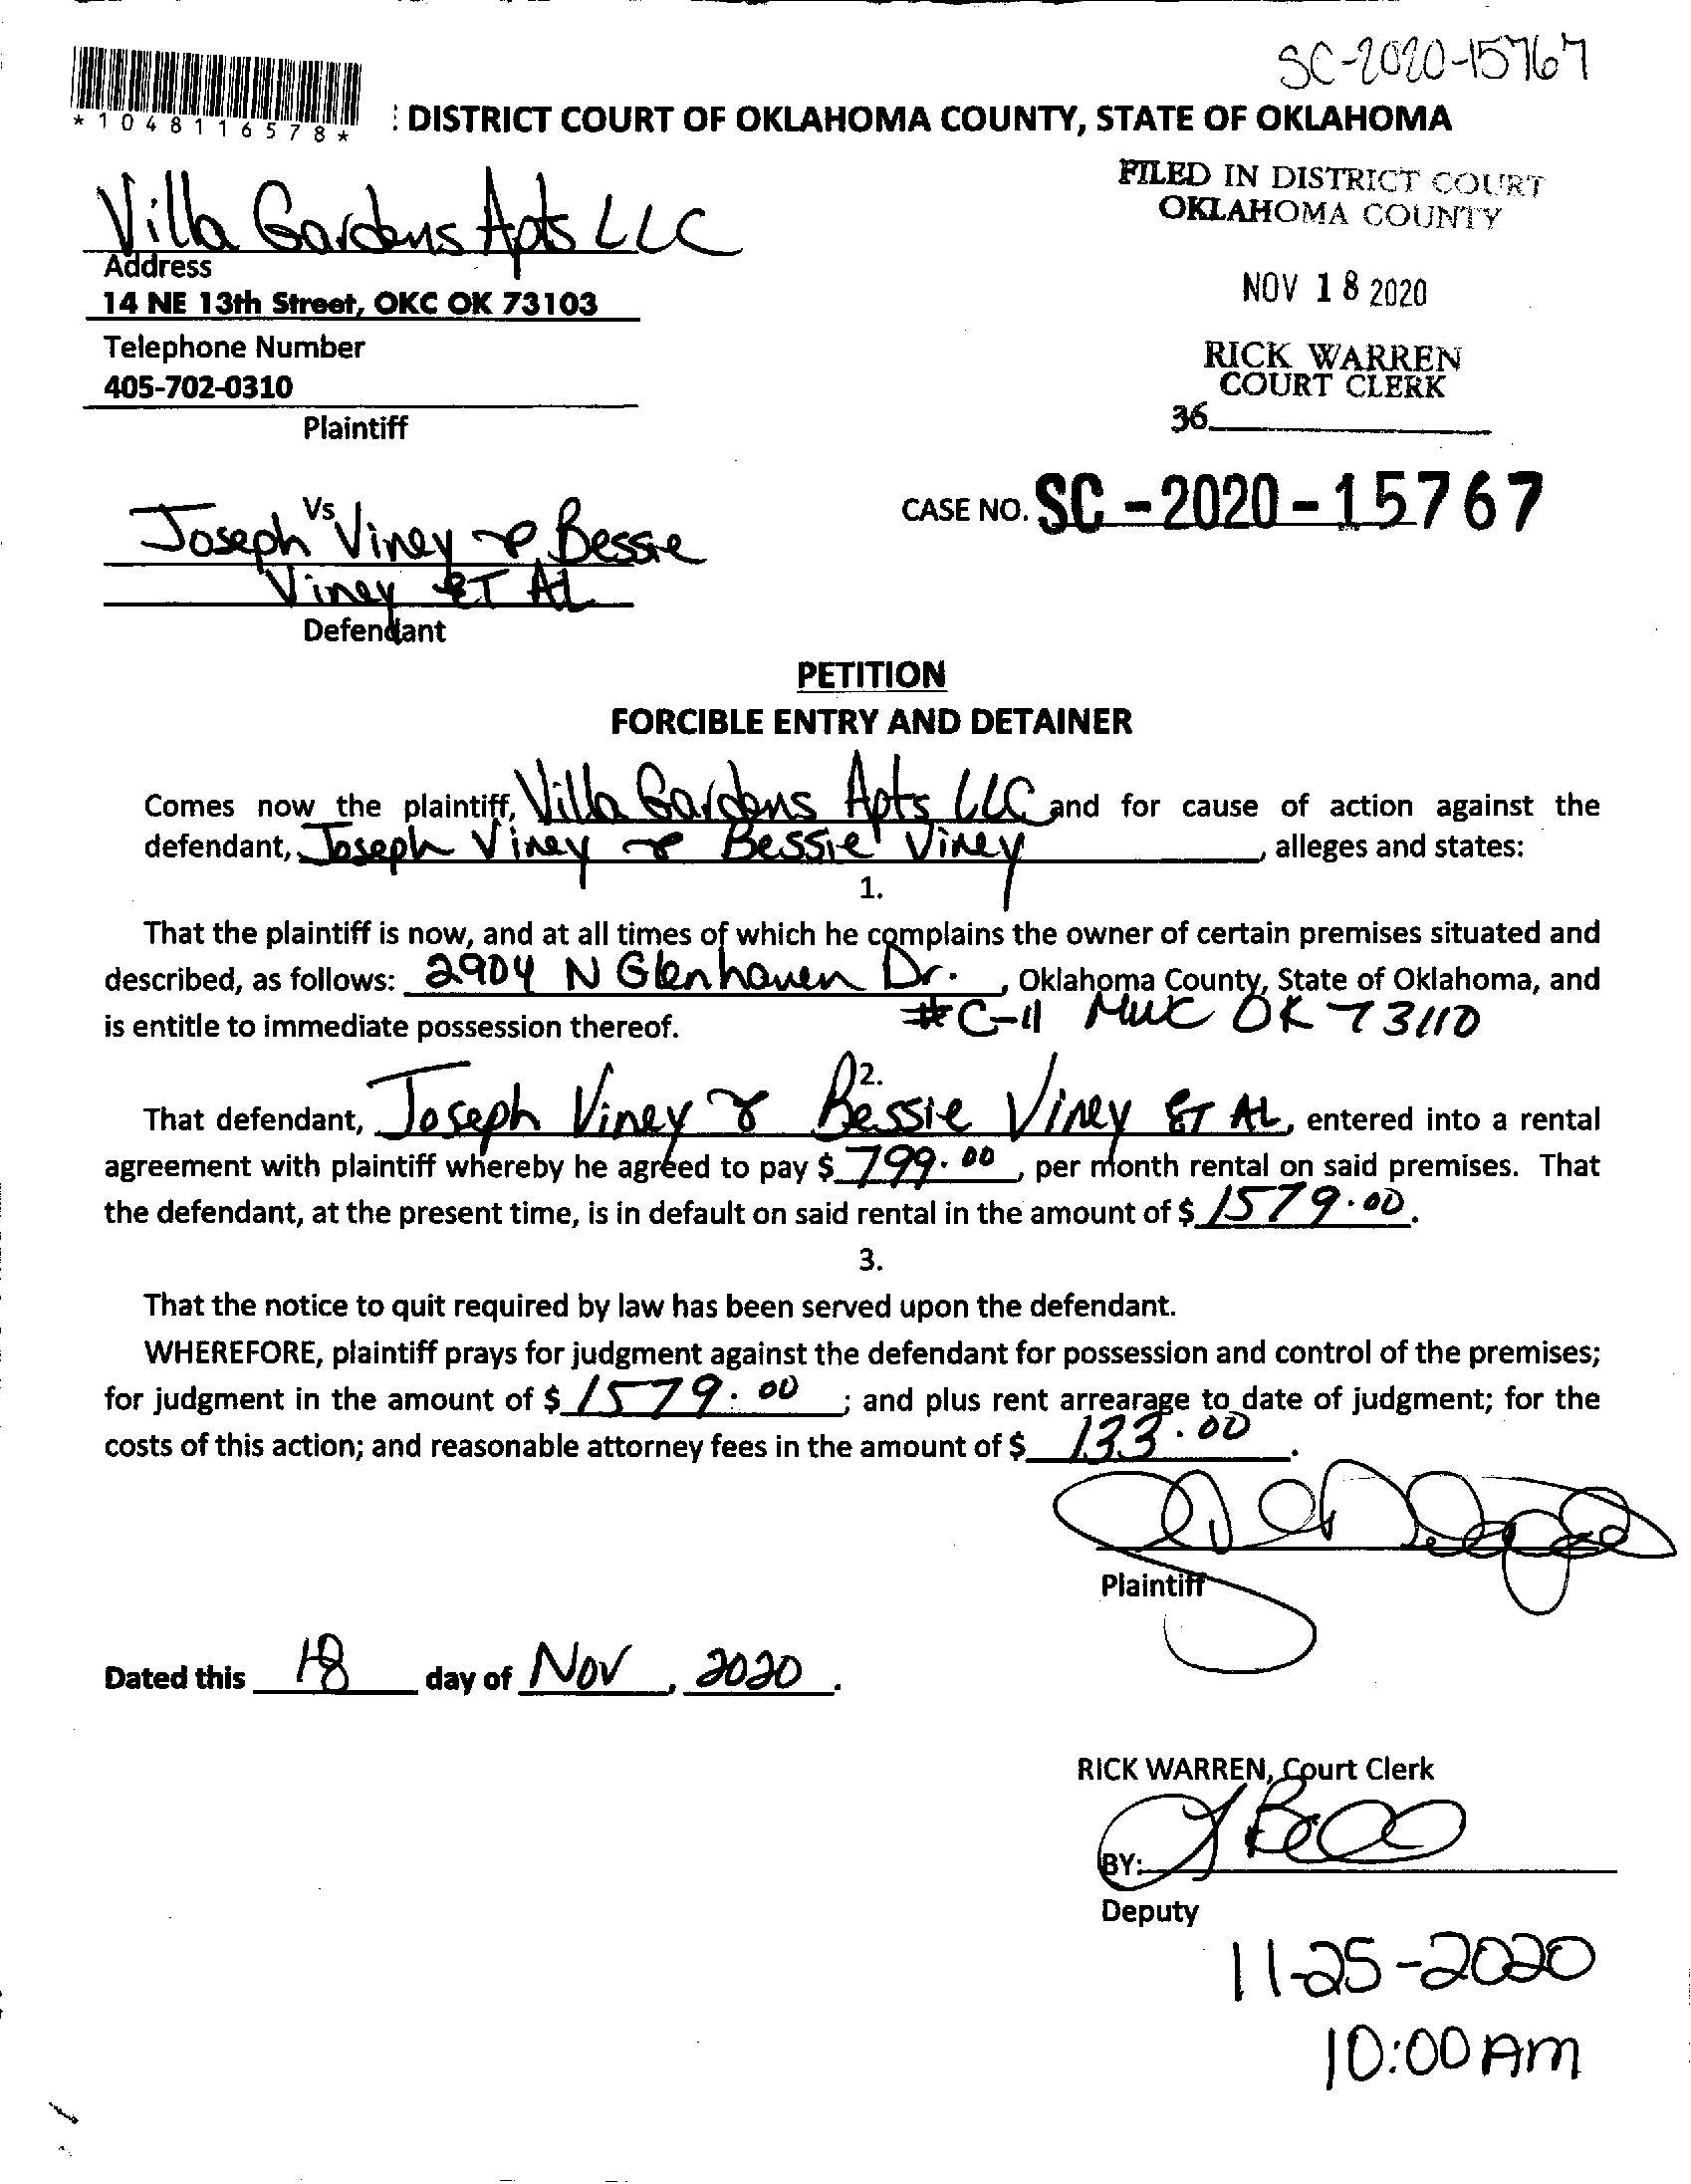 SC-2020-15767
*1048116578*
: DISTRICT COURT OF OKLAHOMA COUNTY, STATE OF OKLAHOMA
FILED IN DISTRICT COURT
OKLAHOMA COUNTY
Villa Gardens Apts LLC
Address
14 NE 13th Street, OKC OK 73103
NOV 18 2020
Telephone Number
405-702-0310
RICK WARREN
COURT CLERK
36
Plaintiff
Vs
CASE NO. SC-2020-15767
Joseph Viney & Bessie
Viney ET AL
Defendant
PETITION
FORCIBLE ENTRY AND DETAINER
Comes now the plaintiff, Villa Gardens Apts LLC and for cause of action against the
defendant, Joseph Viney & Bessie Viney, alleges and states:
1.
That the plaintiff is now, and at all times of which he complains the owner of certain premises situated and
described, as follows: 2904 N Glenhaven Dr., Oklahoma County, State of Oklahoma, and
is entitle to immediate possession thereof. #C-11 MWC OK 73110
2.
That defendant, Joseph Viney & Bessie Viney ET AL, entered into a rental
agreement with plaintiff whereby he agreed to pay $ 799.00, per month rental on said premises. That
the defendant, at the present time, is in default on said rental in the amount of $ 1579.00.
3.
That the notice to quit required by law has been served upon the defendant.
WHEREFORE, plaintiff prays for judgment against the defendant for possession and control of the premises;
for judgment in the amount of $ 1579.00; and plus rent arrearage to date of judgment; for the
costs of this action; and reasonable attorney fees in the amount of $ 133.00.
Plaintiff
Dated this 18 day of Nov, 2020.
RICK WARREN, Court Clerk
BY:
Deputy
11-25-2020
10:00 AM